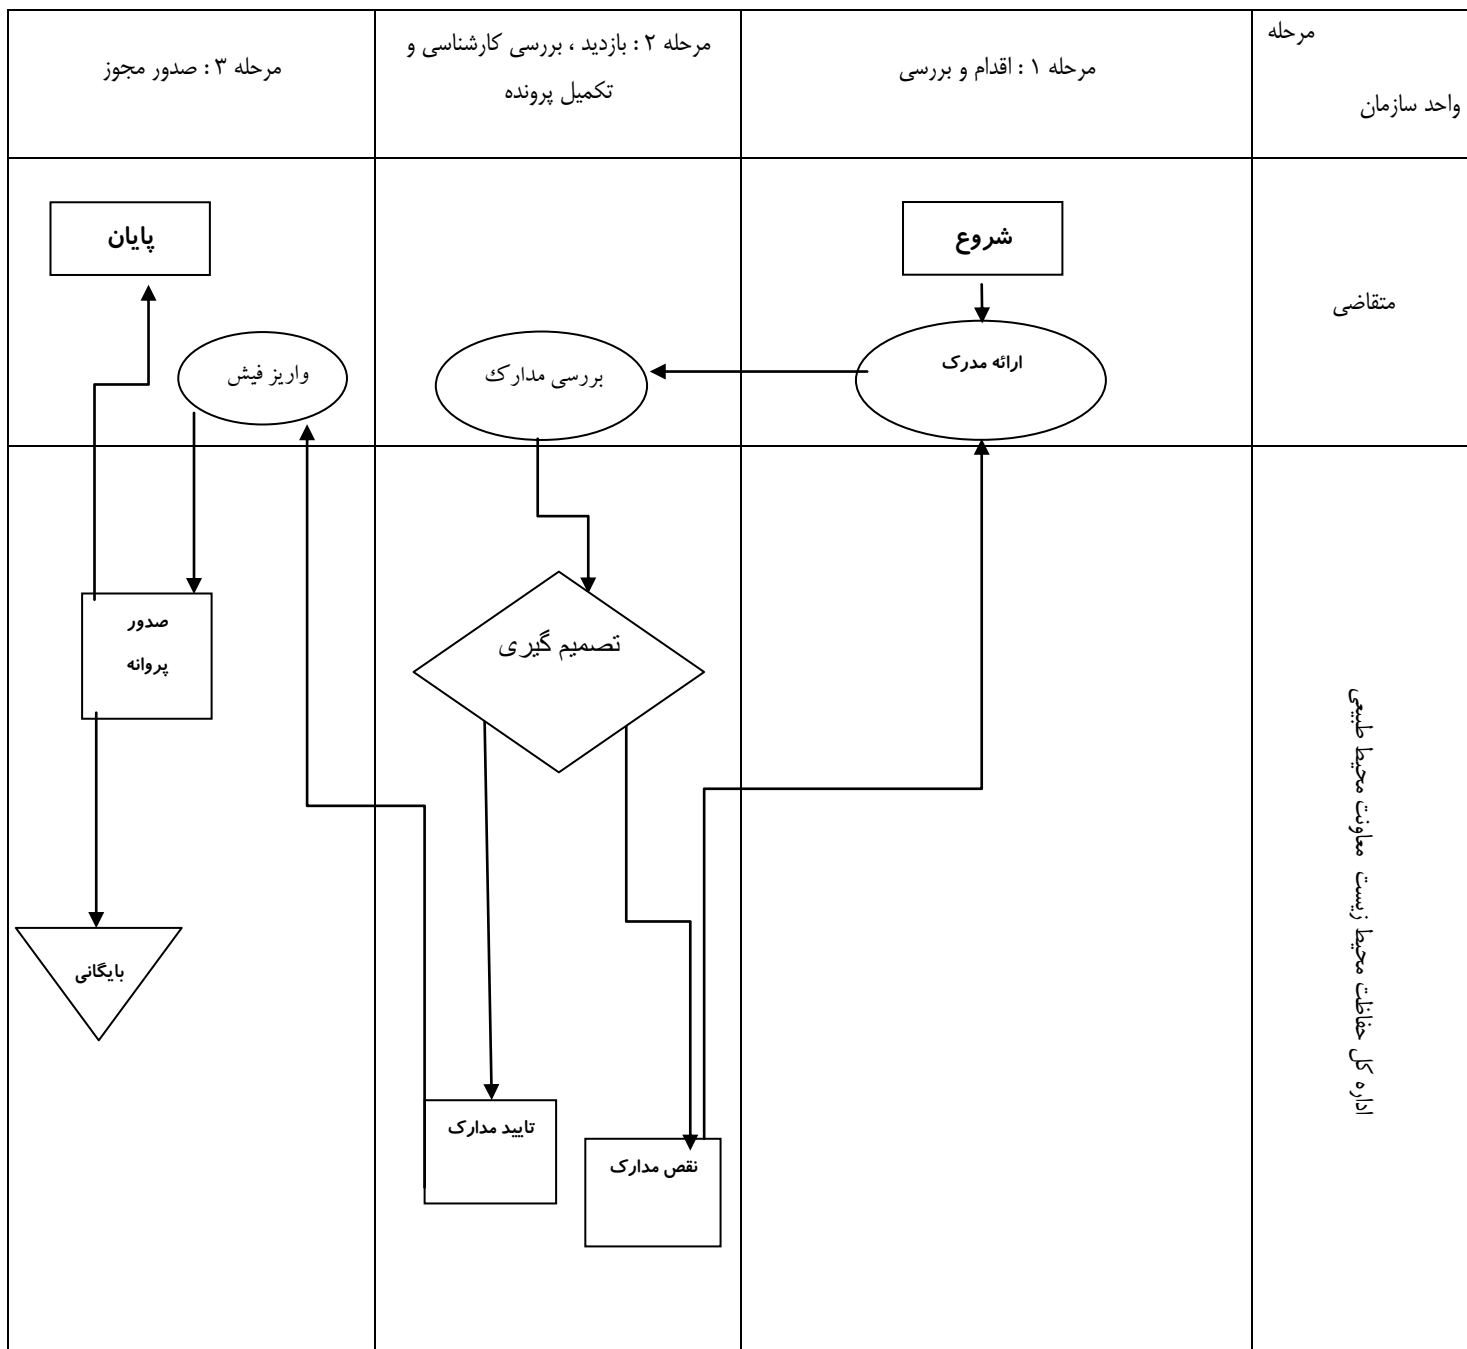 مرحله
واحد سازمان
مرحله ۱ : اقدام و بررسی
مرحله ۲ : بازدید ، بررسی کارشناسی و
تکمیل پرونده
مرحله ۳ : صدور مجوز
متقاضی
شروع
ارائه مدرک
بررسی مدارک
واریز فیش
پایان
اداره کل حفاظت محیط زیست معاونت محیط طبیعی
تصمیم گیری
تایید مدارک
نقص مدارک
صدور
پروانه
بایگانی